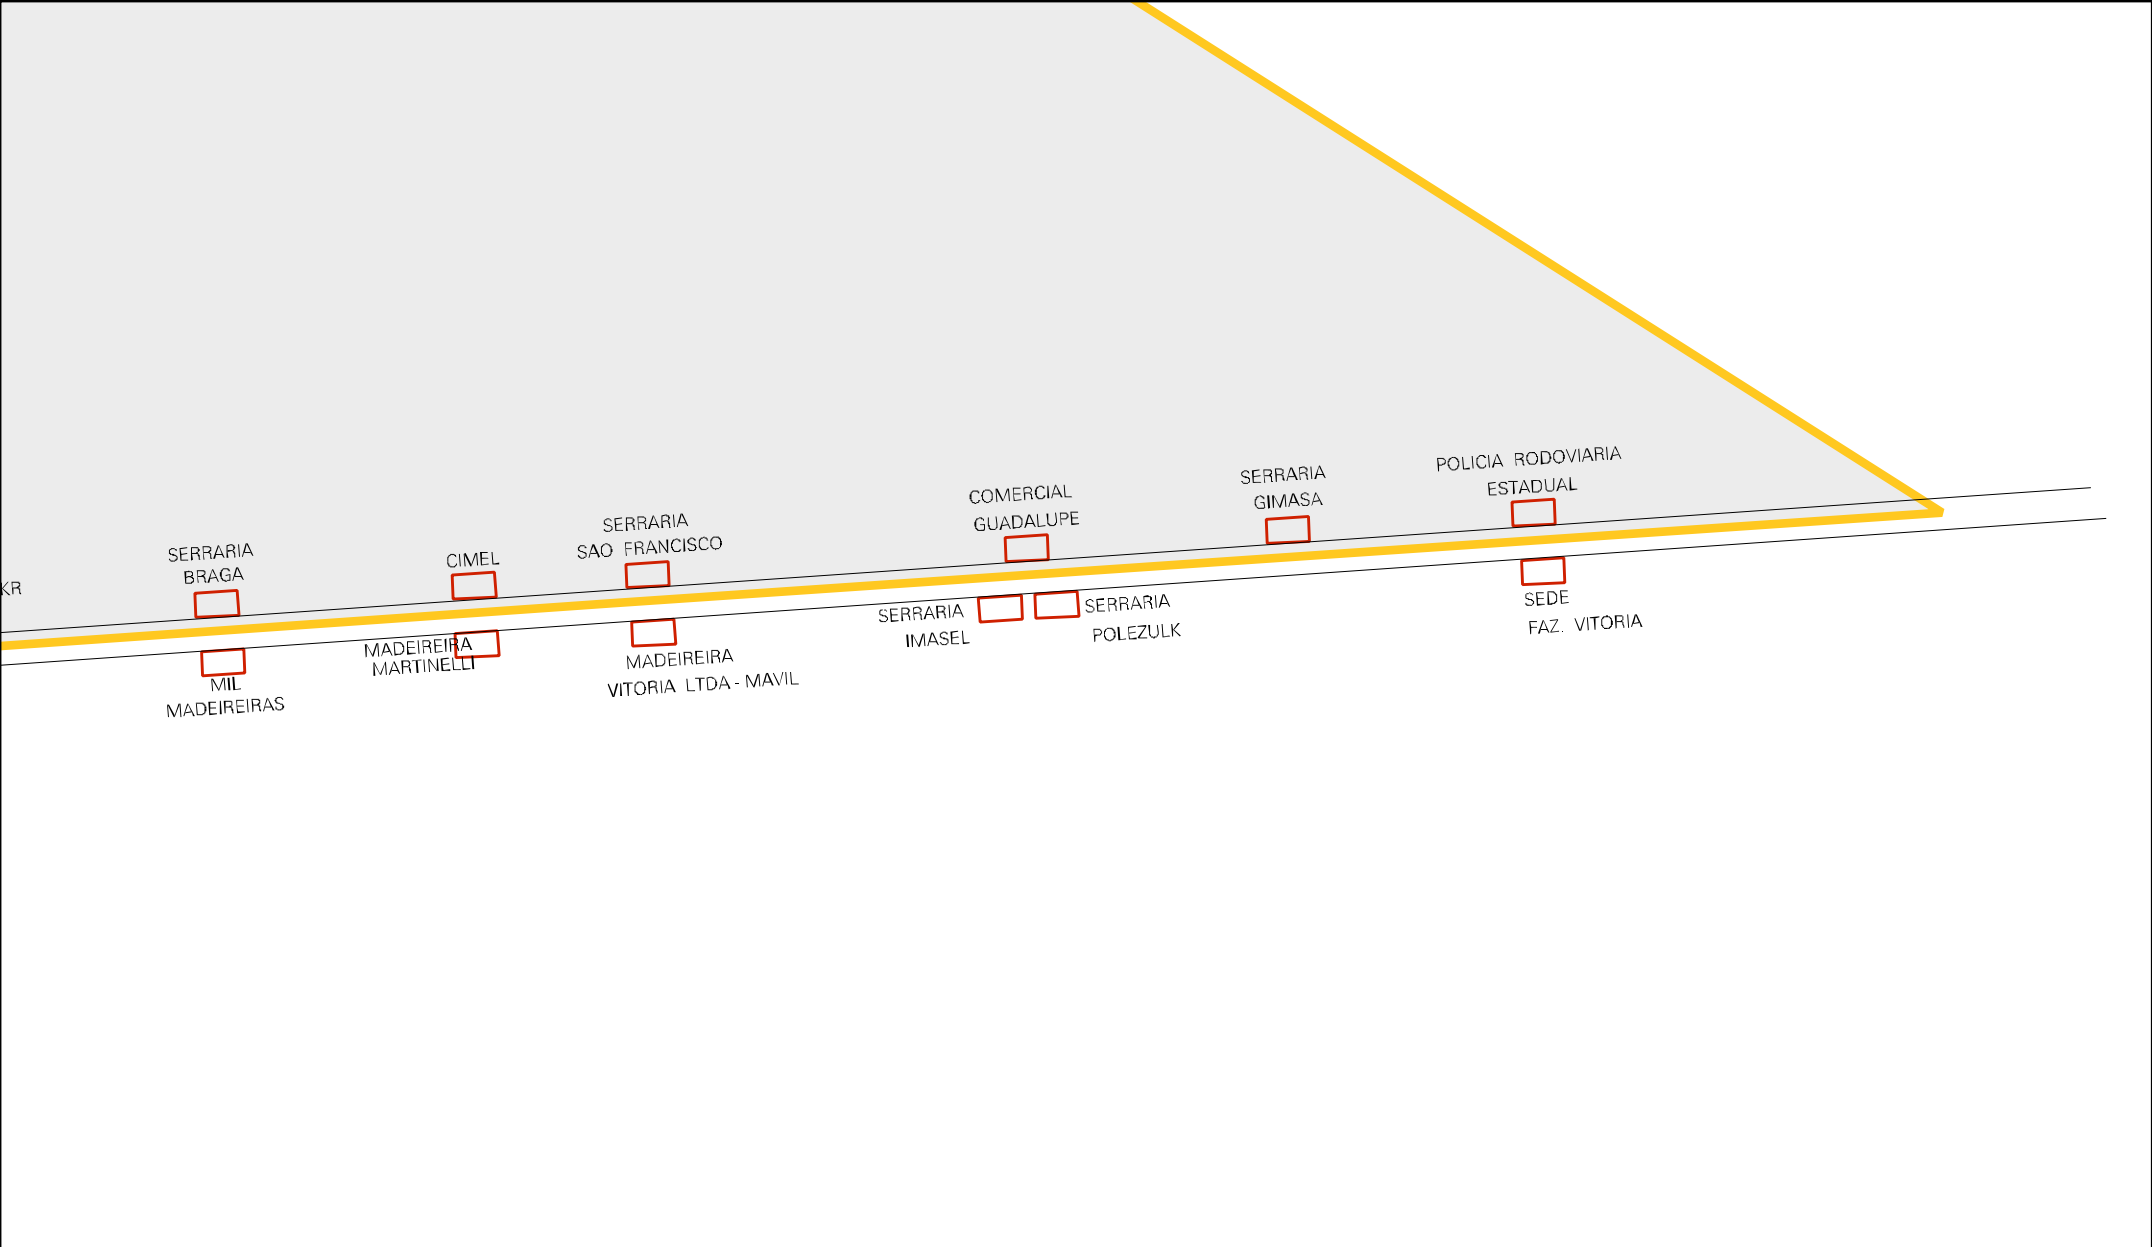 KR
SERRARIA
BRAGA
CIMEL
SERRARIA
SAO FRANCISCO
COMERCIAL
GUADALUPE
SERRARIA
GIMASA
POLICIA RODOVIARIA
ESTADUAL
MIL
MADEIREIRAS
MADEIREIRA
MARTINELLI
MADEIREIRA
VITORIA LTDA - MAVIL
SERRARIA
IMASEL
SERRARIA
POLEZULK
SEDE
FAZ. VITORIA